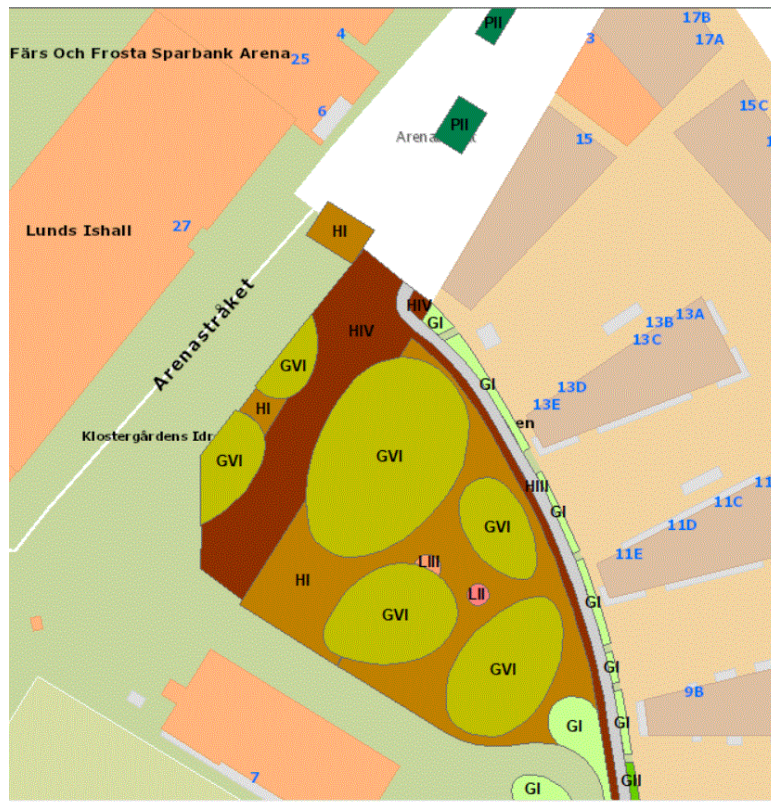 PII
17B
4
17A
Färs Och Frosta Sparbank Arena
25
3
15C
6
PII
15
27
Lunds Ishall
HI
Arenastråket
HIV
HIV
GI
13A
13B
13C
GVI
GI
13D
13E
HI
en
Klostergårdens Idr
GVI
GVI
HIII
11
11C
GI
GVI
11D
11E
LIII
HI
LII
GI
GVI
GI
GVI
9B
GI
GI
7
GII
GI